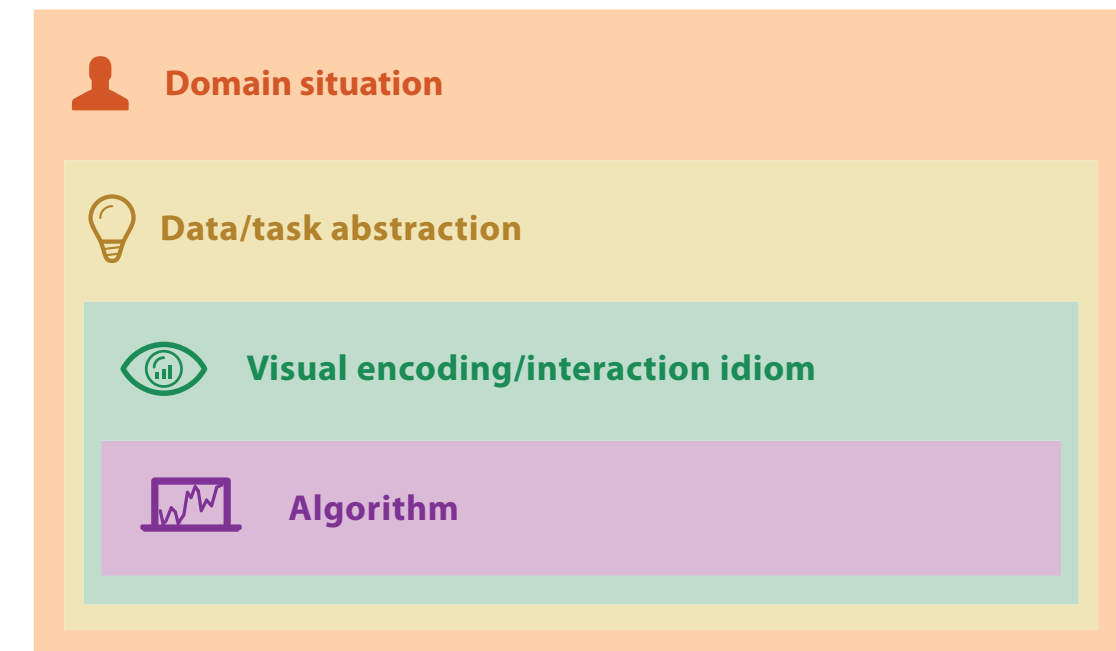 Domain situation
Data/task abstraction
Visual encoding/interaction idiom
Algorithm